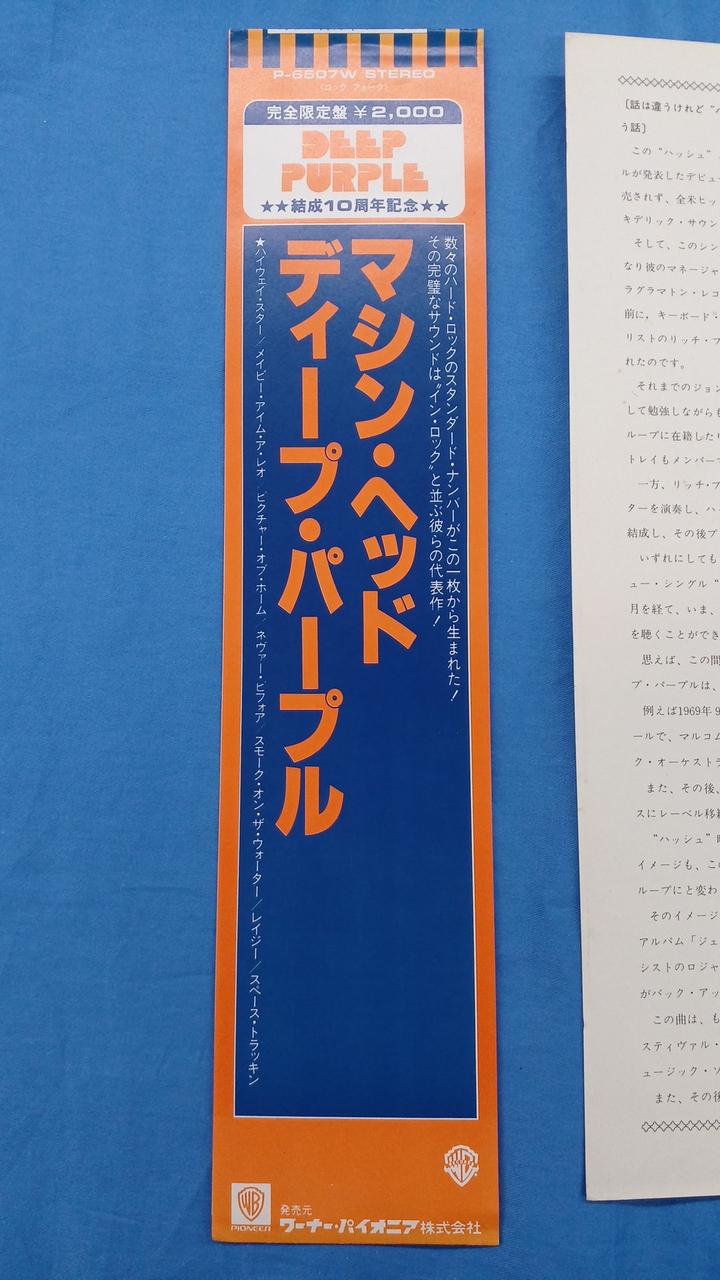 P-6507W STEREO
(ロック フォーク)
完全限定盤 ¥2,000
DEEP
PURPLE
★★結成10周年記念★★
数々のハード・ロックのスタンダード・ナンバーがこの一枚から生まれた!
その完璧なサウンドは"イン・ロック"と並ぶ彼らの代表作!
マシン・ヘッド
ディープ・パープル
★ハイウェイ・スター/メイビー・アイム・ア・レオ/ピクチャー・オブ・ホーム/ネヴァー・ビフォア/スモーク・オン・ザ・ウォーター/レイジー/スペース・トラッキン
WB
PIONEER
発売元
ワーナー・パイオニア株式会社
〔話は違うけれど"
う話〕
この"ハッシュ"
ルが発表したデビュ
売されず、全米ヒッ
キデリック・サウン
そして、このシン
なり彼のマネージャ
ラグラマトン・レコ
前に、キーボード
リストのリッチ・ブ
れたのです。
それまでのジョン
して勉強しながらも
ループに在籍したり
トレイもメンバー
一方、リッチ・ブ
ターを演奏し、ハ
結成し、その後ブ
いずれにしても
ュー・シングル"
月を経て、いま、
を聴くことができ
思えば、この間
プ・パープルは、
例えば1969年9
ールで、マルコム
ク・オーケストラ
また、その後、
スにレーベル移籍
"ハッシュ"時
イメージも、この
ループにと変わ
そのイメージ
アルバム「ジェ
シストのロジャ
がバック・アッ
この曲は、も
スティヴァル・
ュージック・ソ
また、その後